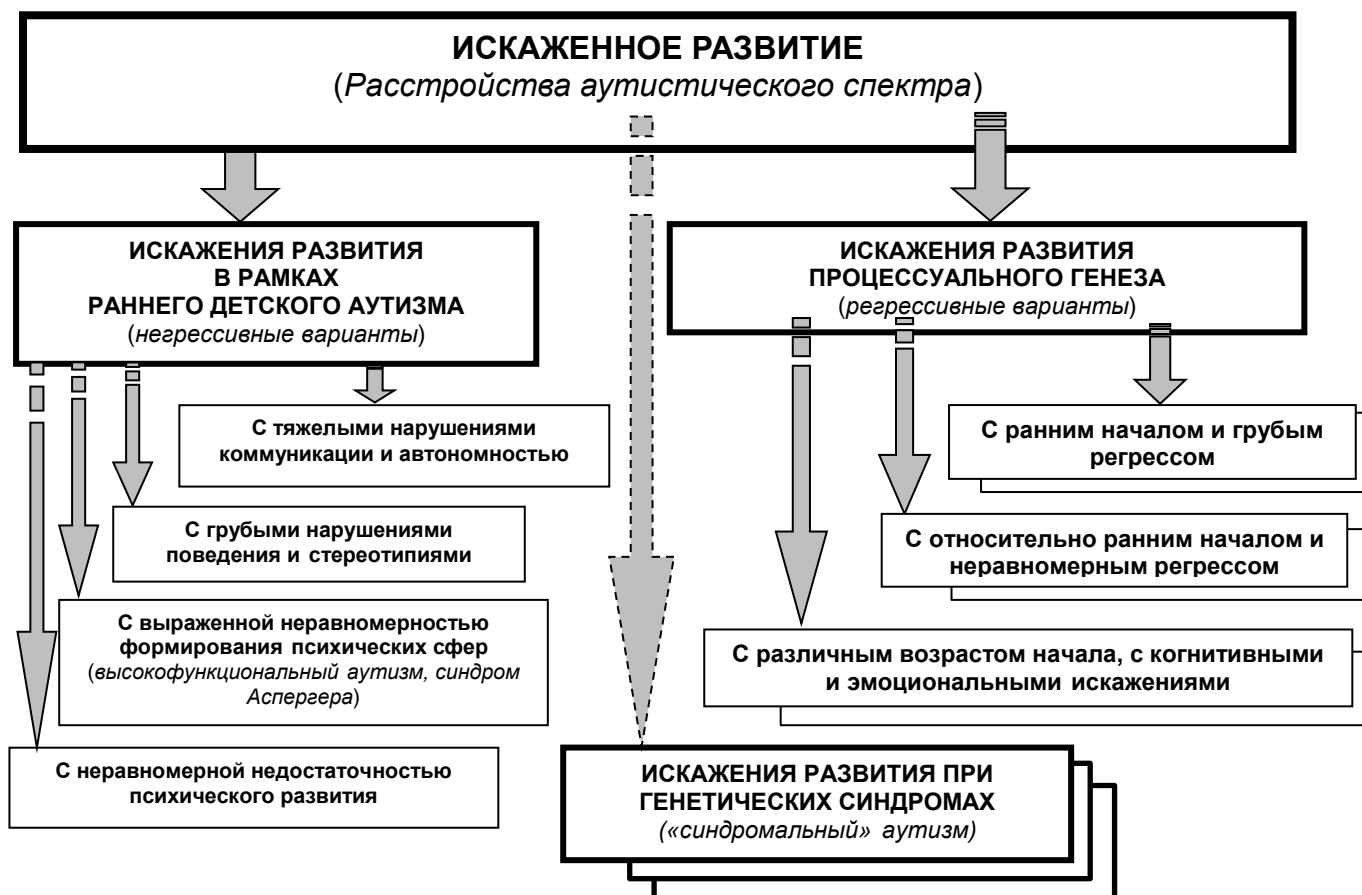 ИСКАЖЕННОЕ РАЗВИТИЕ
(Расстройства аутистического спектра)
ИСКАЖЕНИЯ РАЗВИТИЯ
В РАМКАХ
РАННЕГО ДЕТСКОГО АУТИЗМА
(негрессивные варианты)
ИСКАЖЕНИЯ РАЗВИТИЯ
ПРОЦЕССУАЛЬНОГО ГЕНЕЗА
(регрессивные варианты)
С тяжелыми нарушениями
коммуникации и автономностью
С грубыми нарушениями
поведения и стереотипиями
С выраженной неравномерностью
формирования психических сфер
(высокофункциональный аутизм, синдром
Аспергера)
С неравномерной недостаточностью
психического развития
С ранним началом и грубым
регрессом
С относительно ранним началом и
неравномерным регрессом
С различным возрастом начала, с когнитивными
и эмоциональными искажениями
ИСКАЖЕНИЯ РАЗВИТИЯ ПРИ
ГЕНЕТИЧЕСКИХ СИНДРОМАХ
(«синдромальный» аутизм)